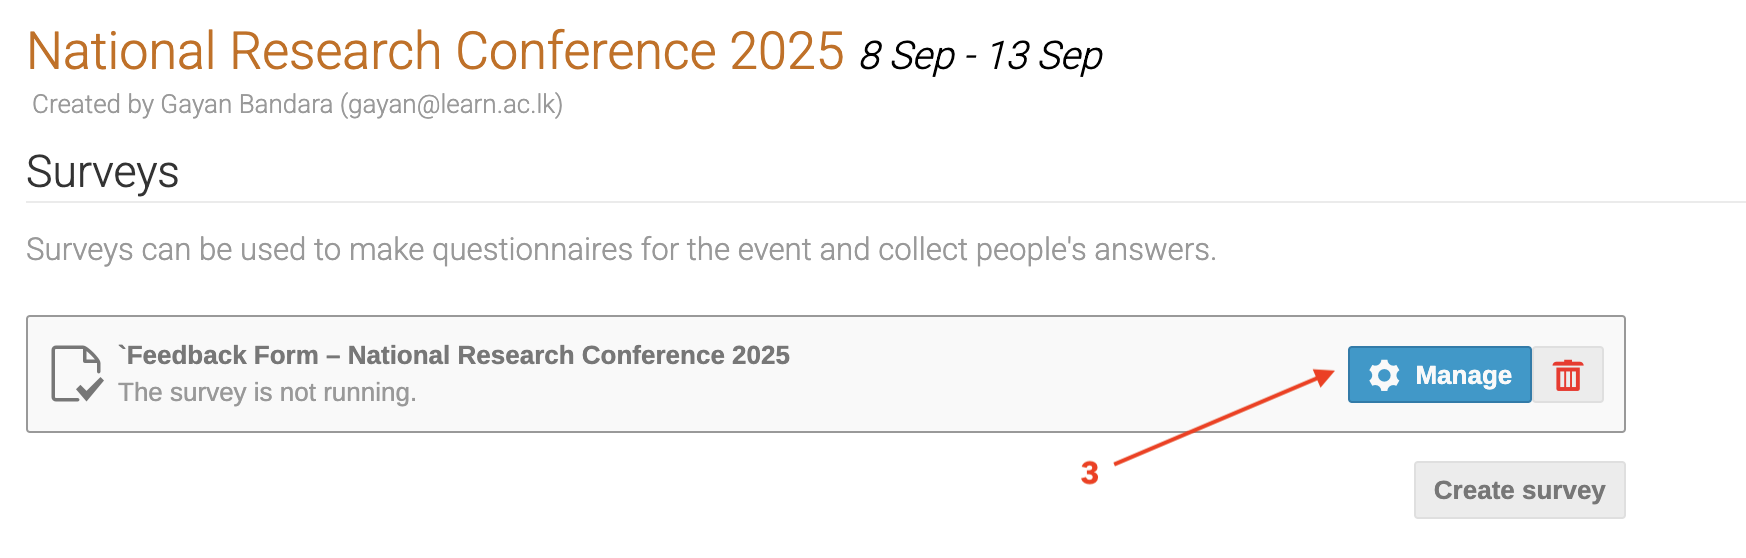 National Research Conference 2025 8 Sep - 13 Sep
Created by Gayan Bandara (gayan@learn.ac.lk)
Surveys
Surveys can be used to make questionnaires for the event and collect people's answers.
`Feedback Form – National Research Conference 2025
The survey is not running.
Manage
3
Create survey